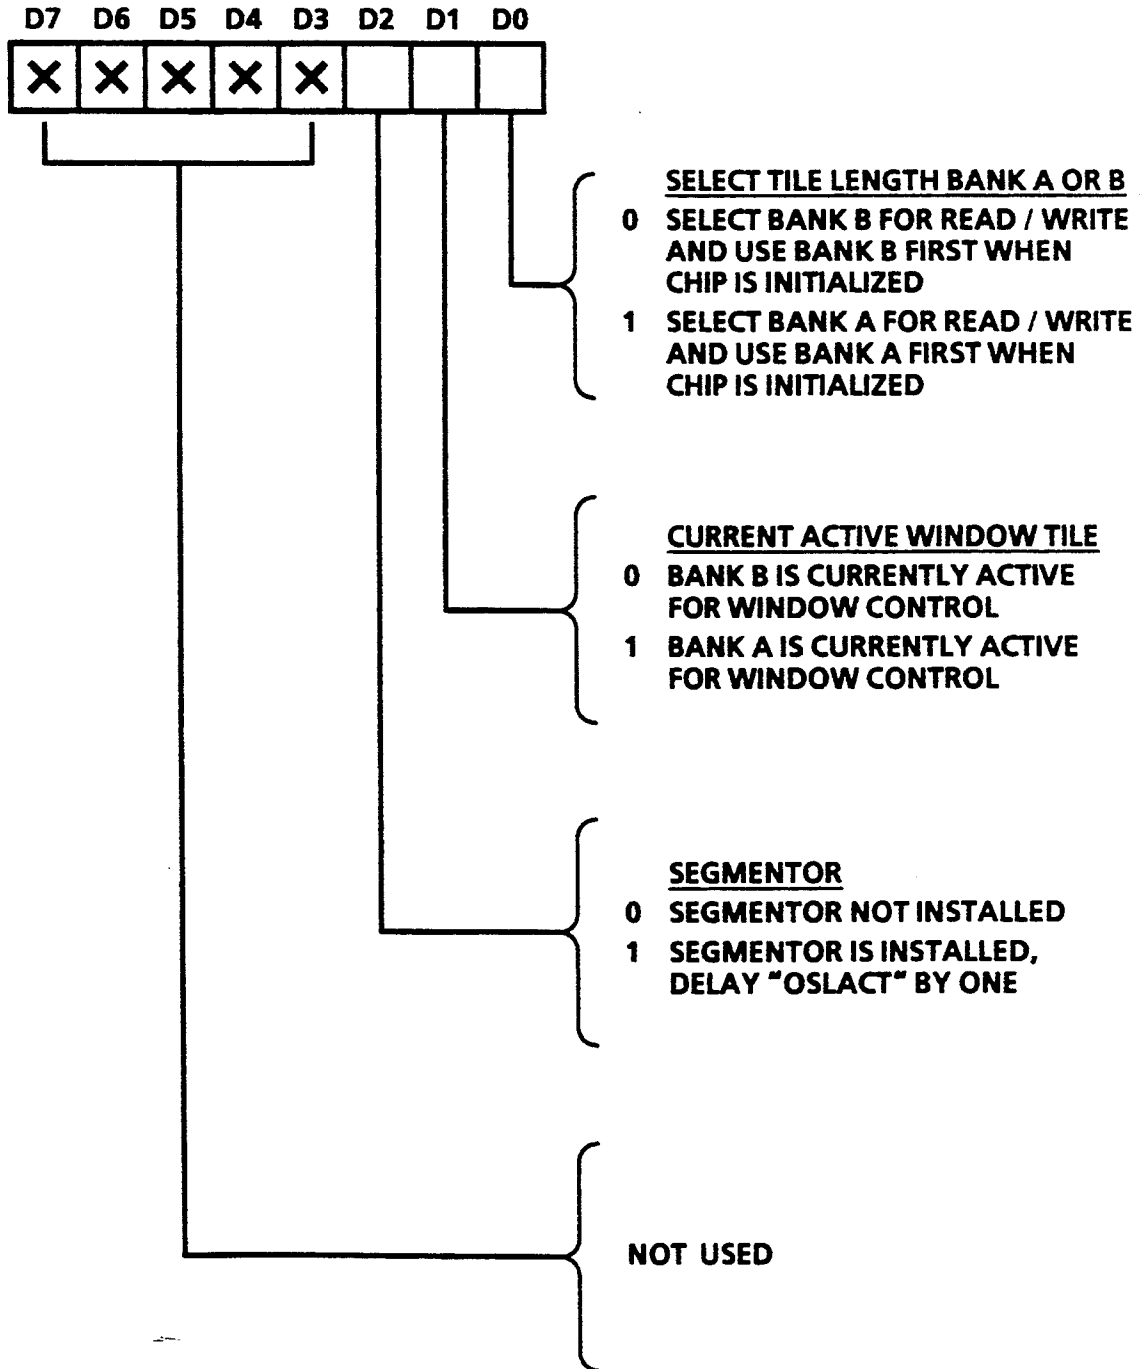 D7 D6 D5 D4 D3 D2 D1 D0
X X X X X
SELECT TILE LENGTH BANK A OR B
0 SELECT BANK B FOR READ / WRITE
AND USE BANK B FIRST WHEN
CHIP IS INITIALIZED
1 SELECT BANK A FOR READ / WRITE
AND USE BANK A FIRST WHEN
CHIP IS INITIALIZED
CURRENT ACTIVE WINDOW TILE
0 BANK B IS CURRENTLY ACTIVE
FOR WINDOW CONTROL
1 BANK A IS CURRENTLY ACTIVE
FOR WINDOW CONTROL
SEGMENTOR
0 SEGMENTOR NOT INSTALLED
1 SEGMENTOR IS INSTALLED,
DELAY "OSLACT" BY ONE
NOT USED